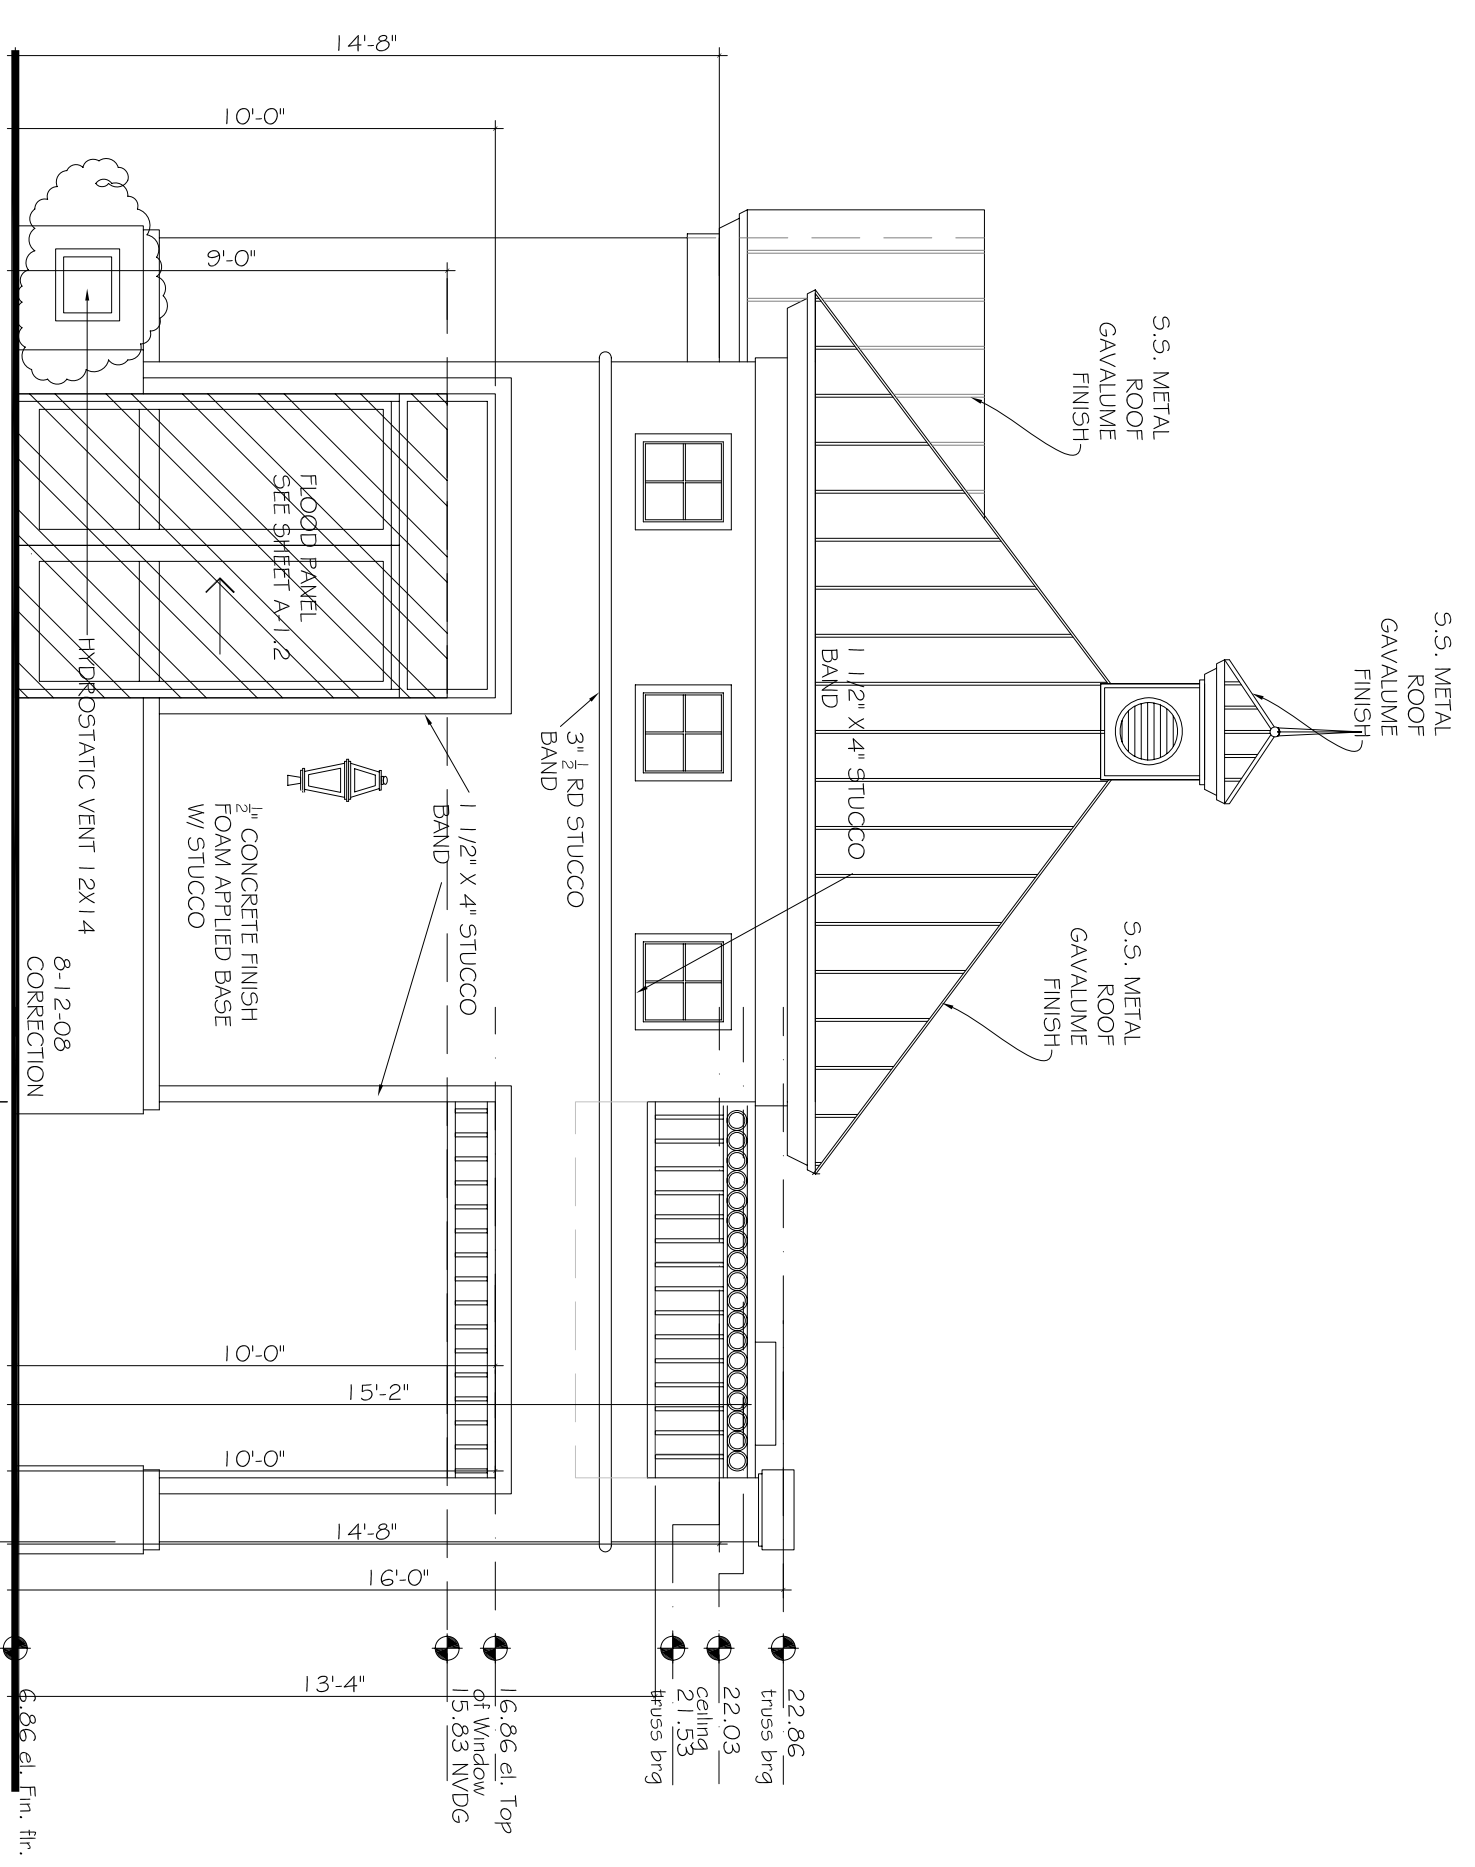 S.S. METAL
ROOF
GAVALUME
FINISH
S.S. METAL
ROOF
GAVALUME
FINISH
S.S. METAL
ROOF
GAVALUME
FINISH
1 1/2" X 4" STUCCO
BAND
3" ½ RD STUCCO
BAND
1 1/2" X 4" STUCCO
BAND
½" CONCRETE FINISH
FOAM APPLIED BASE
W/ STUCCO
FLOOD PANEL
SEE SHEET A-1.2
HYDROSTATIC VENT 12X14
8-12-08
CORRECTION
14'-8"
10'-0"
9'-0"
10'-0"
15'-2"
10'-0"
14'-8"
16'-0"
13'-4"
22.86
truss brg
22.03
ceiling
21.53
truss brg
16.86 el. Top
of Window
15.83 NVDG
6.86 el. Fin. flr.